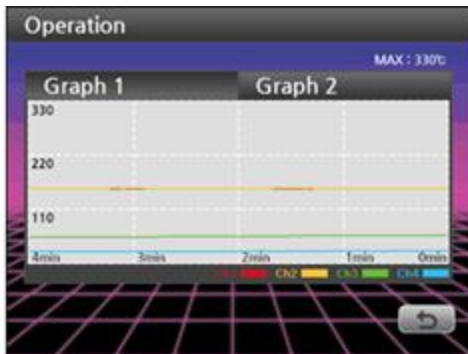 Operation
MAX : 330℃
Graph 1 Graph 2
330
220
110
4min 3min 2min 1min 0min
Ch1 Ch2 Ch3 Ch4